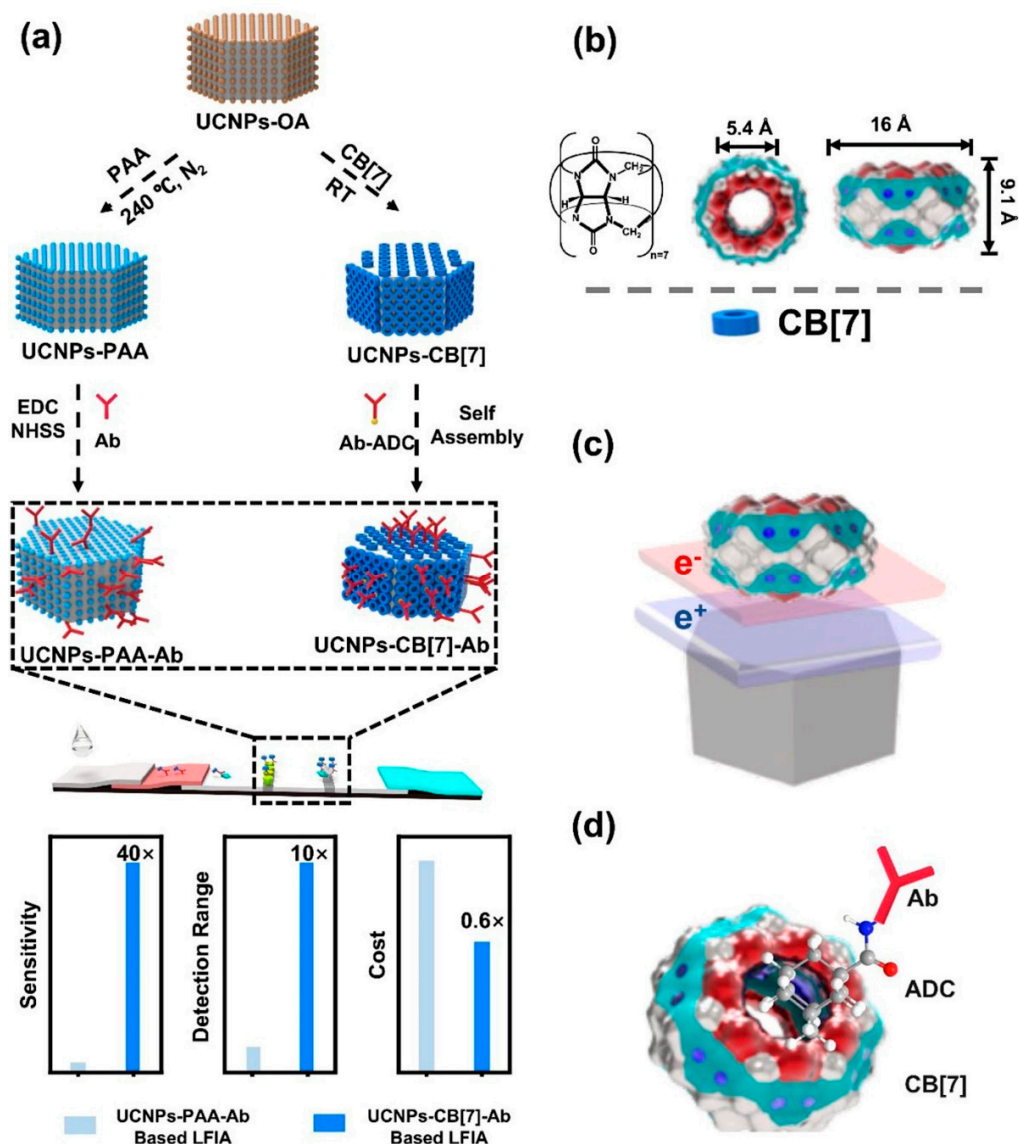 (a)
UCNPs-OA
PAA
240 °C, N₂
CB[7]
RT
UCNPs-PAA
UCNPs-CB[7]
EDC
NHSS
Ab
Ab-ADC
Self
Assembly
UCNPs-PAA-Ab
UCNPs-CB[7]-Ab
Sensitivity
40×
Detection Range
10×
Cost
0.6×
UCNPs-PAA-Ab
Based LFIA
UCNPs-CB[7]-Ab
Based LFIA
(b)
O
N
N
CH₂
H
H
N
N
CH₂
O
n=7
5.4 Å
16 Å
9.1 Å
CB[7]
(c)
e⁻
e⁺
(d)
Ab
ADC
CB[7]